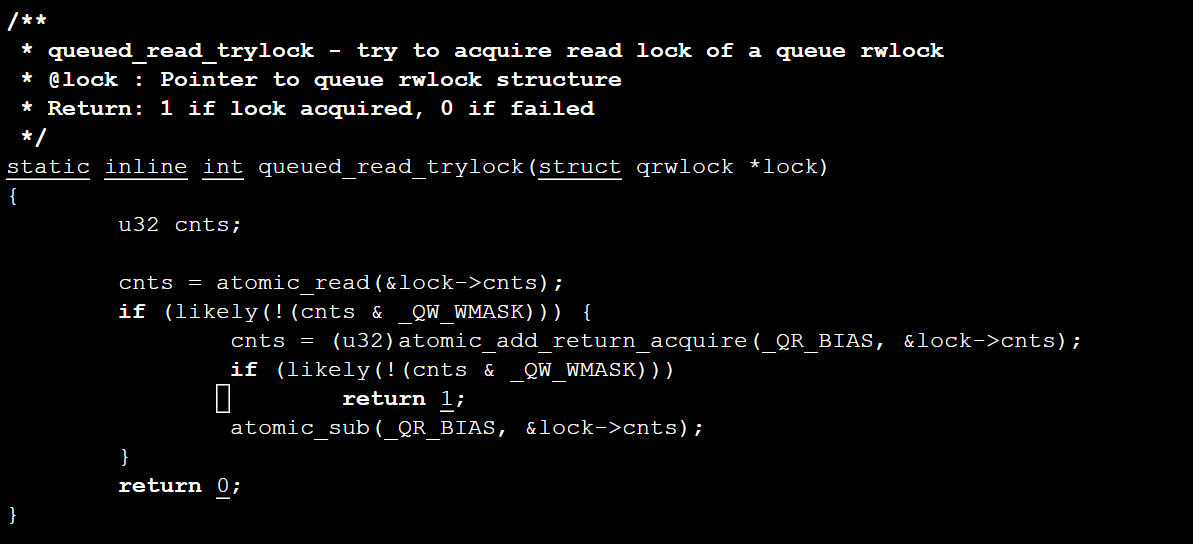 /**
 * queued_read_trylock - try to acquire read lock of a queue rwlock
 * @lock : Pointer to queue rwlock structure
 * Return: 1 if lock acquired, 0 if failed
 */
static inline int queued_read_trylock(struct qrwlock *lock)
{
        u32 cnts;

        cnts = atomic_read(&lock->cnts);
        if (likely(!(cnts & _QW_WMASK))) {
                cnts = (u32)atomic_add_return_acquire(_QR_BIAS, &lock->cnts);
                if (likely(!(cnts & _QW_WMASK)))
                        return 1;
                atomic_sub(_QR_BIAS, &lock->cnts);
        }
        return 0;
}